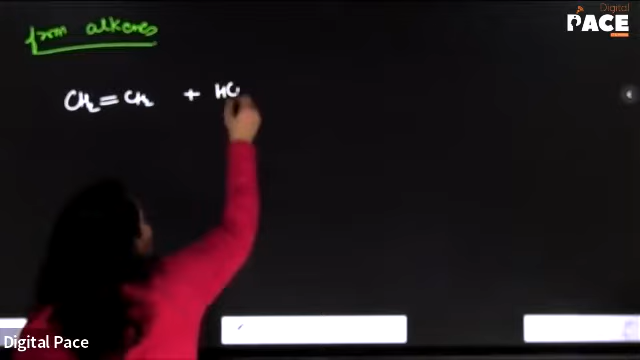 Digital
PACE
from alkenes
CH₂=CH₂ + HC
Digital Pace